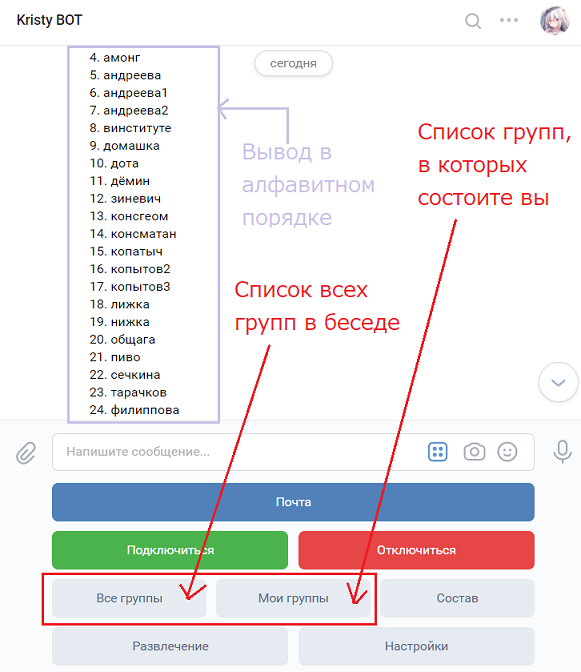 Kristy BOT
сегодня
4. амонг
5. андреева
6. андреева1
7. андреева2
8. винституте
9. домашка
10. дота
11. дёмин
12. зиневич
13. консгеом
14. консматан
15. копатыч
16. копытов2
17. копытов3
18. лижка
19. нижка
20. общага
21. пиво
22. сечкина
23. тарачков
24. филиппова
Вывод в
алфавитном
порядке
Список групп,
в которых
состоите вы
Список всех
групп в беседе
Напишите сообщение...
Почта
Подключиться
Отключиться
Все группы
Мои группы
Состав
Развлечение
Настройки